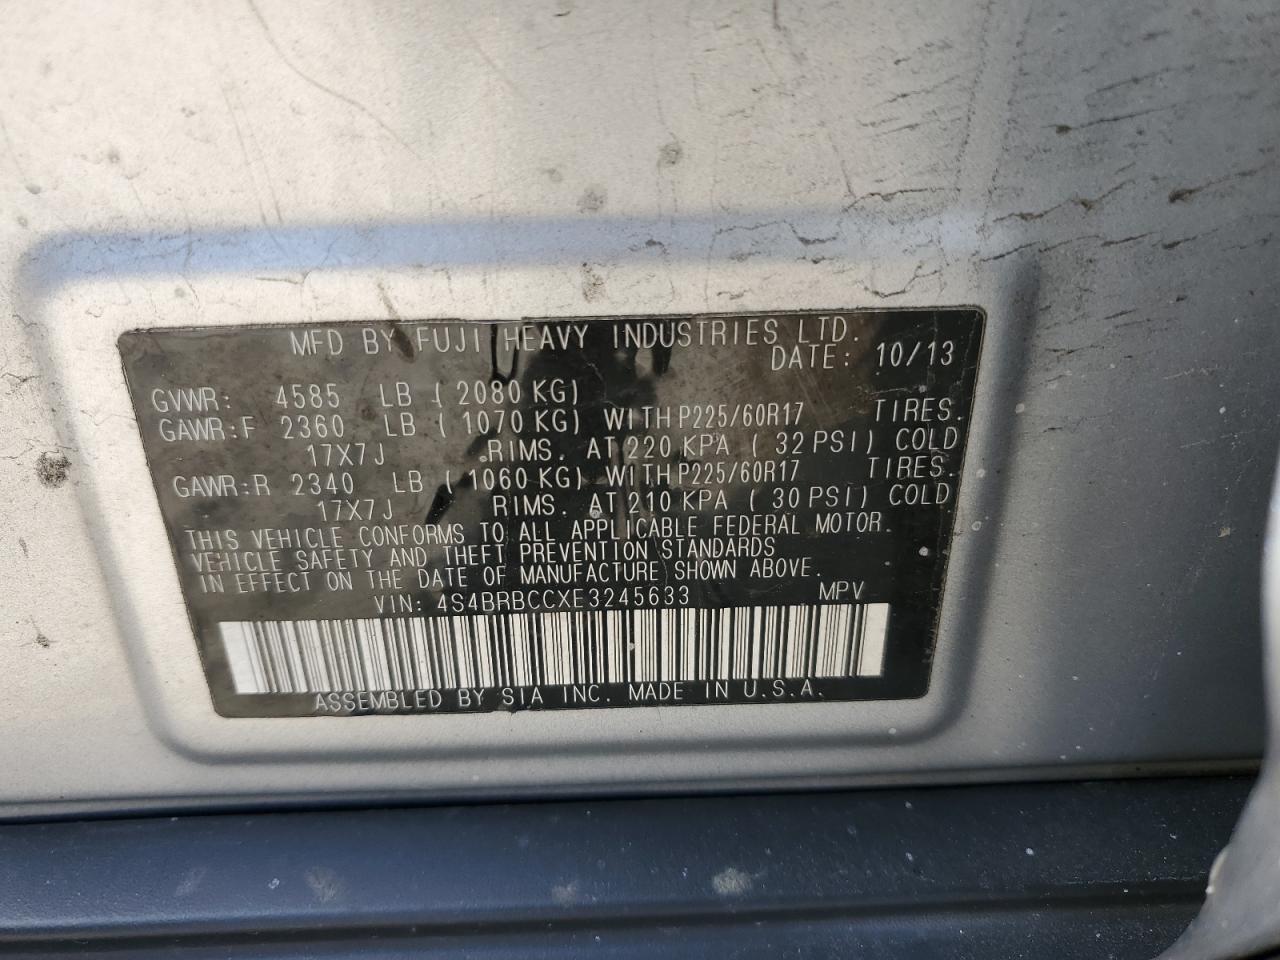 MFD BY FUJI HEAVY INDUSTRIES LTD.
DATE: 10/13
GVWR: 4585 LB ( 2080 KG)
GAWR:F 2360 LB ( 1070 KG) WITH P225/60R17 TIRES.
17X7J RIMS. AT 220 KPA ( 32 PSI) COLD
GAWR:R 2340 LB ( 1060 KG) WITH P225/60R17 TIRES.
17X7J RIMS. AT 210 KPA ( 30 PSI) COLD
THIS VEHICLE CONFORMS TO ALL APPLICABLE FEDERAL MOTOR.
VEHICLE SAFETY AND THEFT PREVENTION STANDARDS
IN EFFECT ON THE DATE OF MANUFACTURE SHOWN ABOVE.
VIN: 4S4BRBCCXE3245633 MPV
ASSEMBLED BY SIA INC. MADE IN U.S.A.